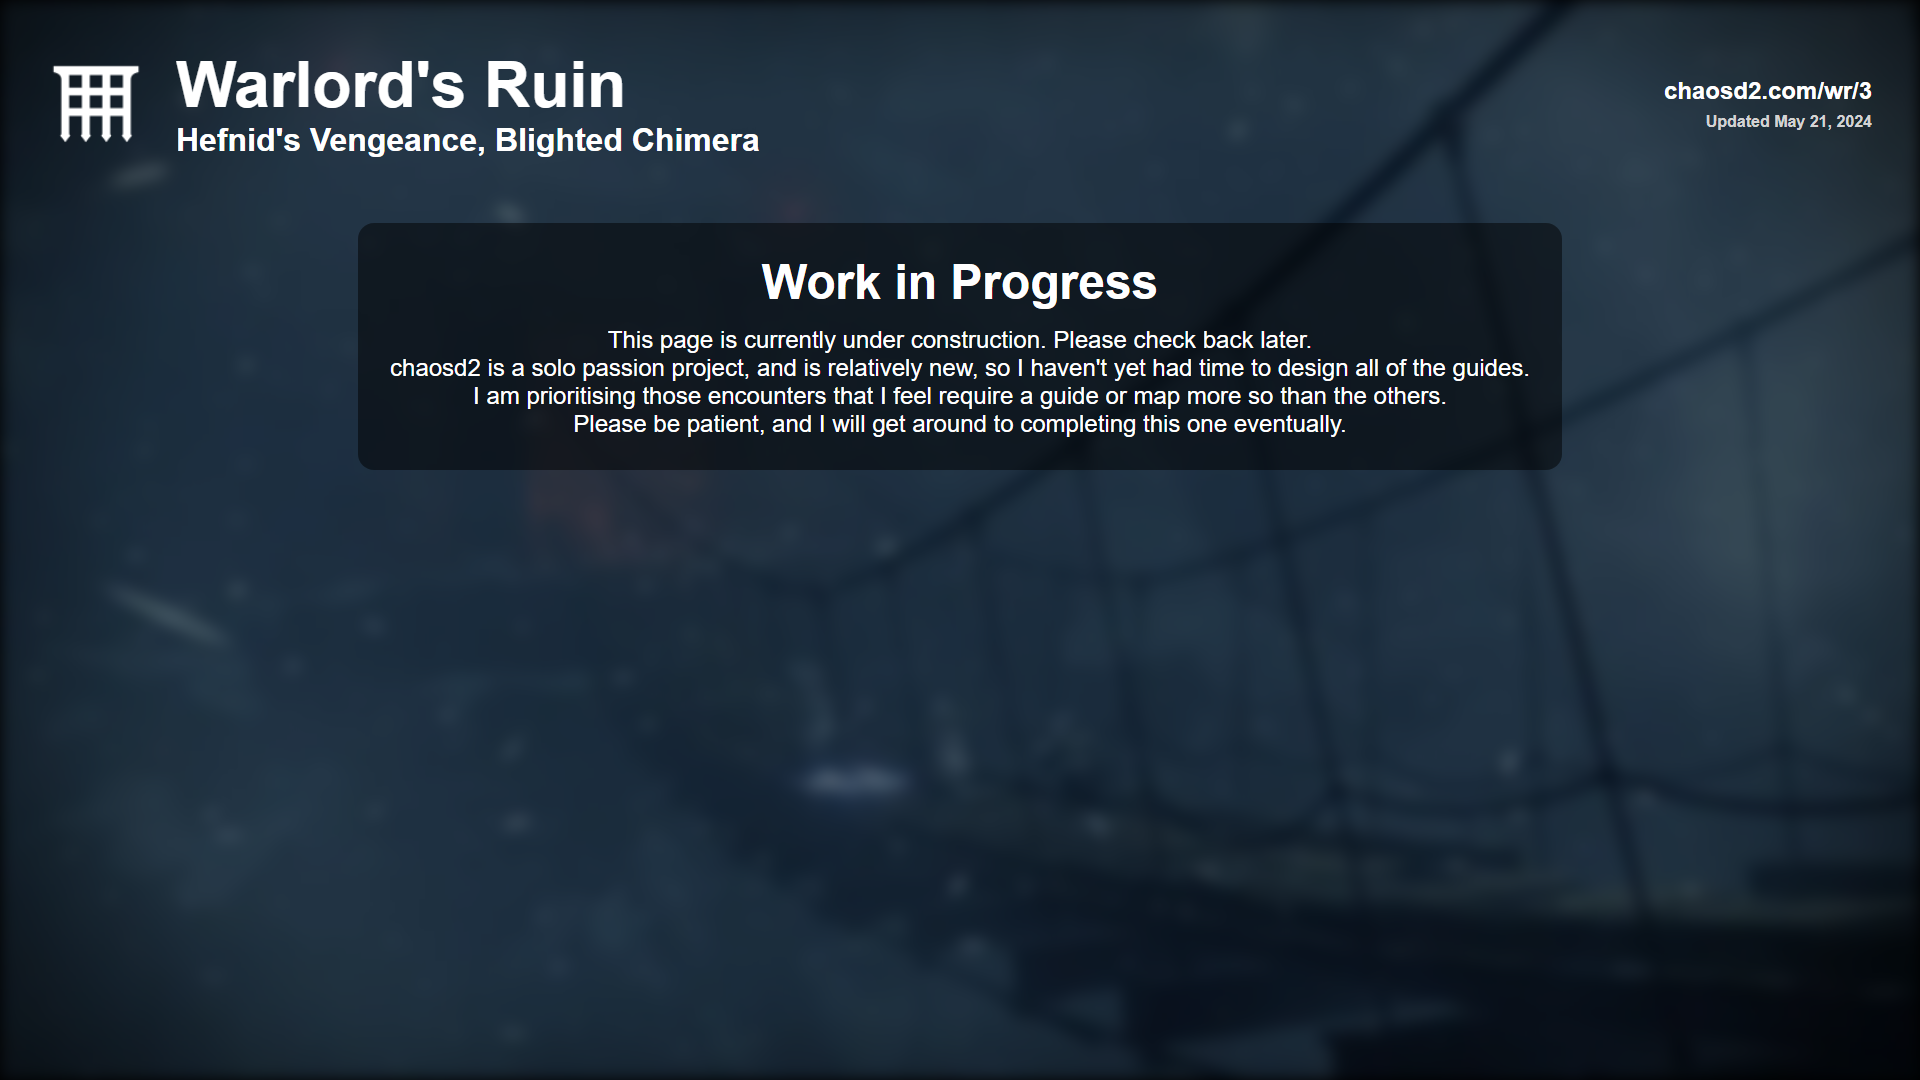 Warlord's Ruin
Hefnid's Vengeance, Blighted Chimera
chaosd2.com/wr/3
Updated May 21, 2024
Work in Progress
This page is currently under construction. Please check back later.
chaosd2 is a solo passion project, and is relatively new, so I haven't yet had time to design all of the guides.
I am prioritising those encounters that I feel require a guide or map more so than the others.
Please be patient, and I will get around to completing this one eventually.